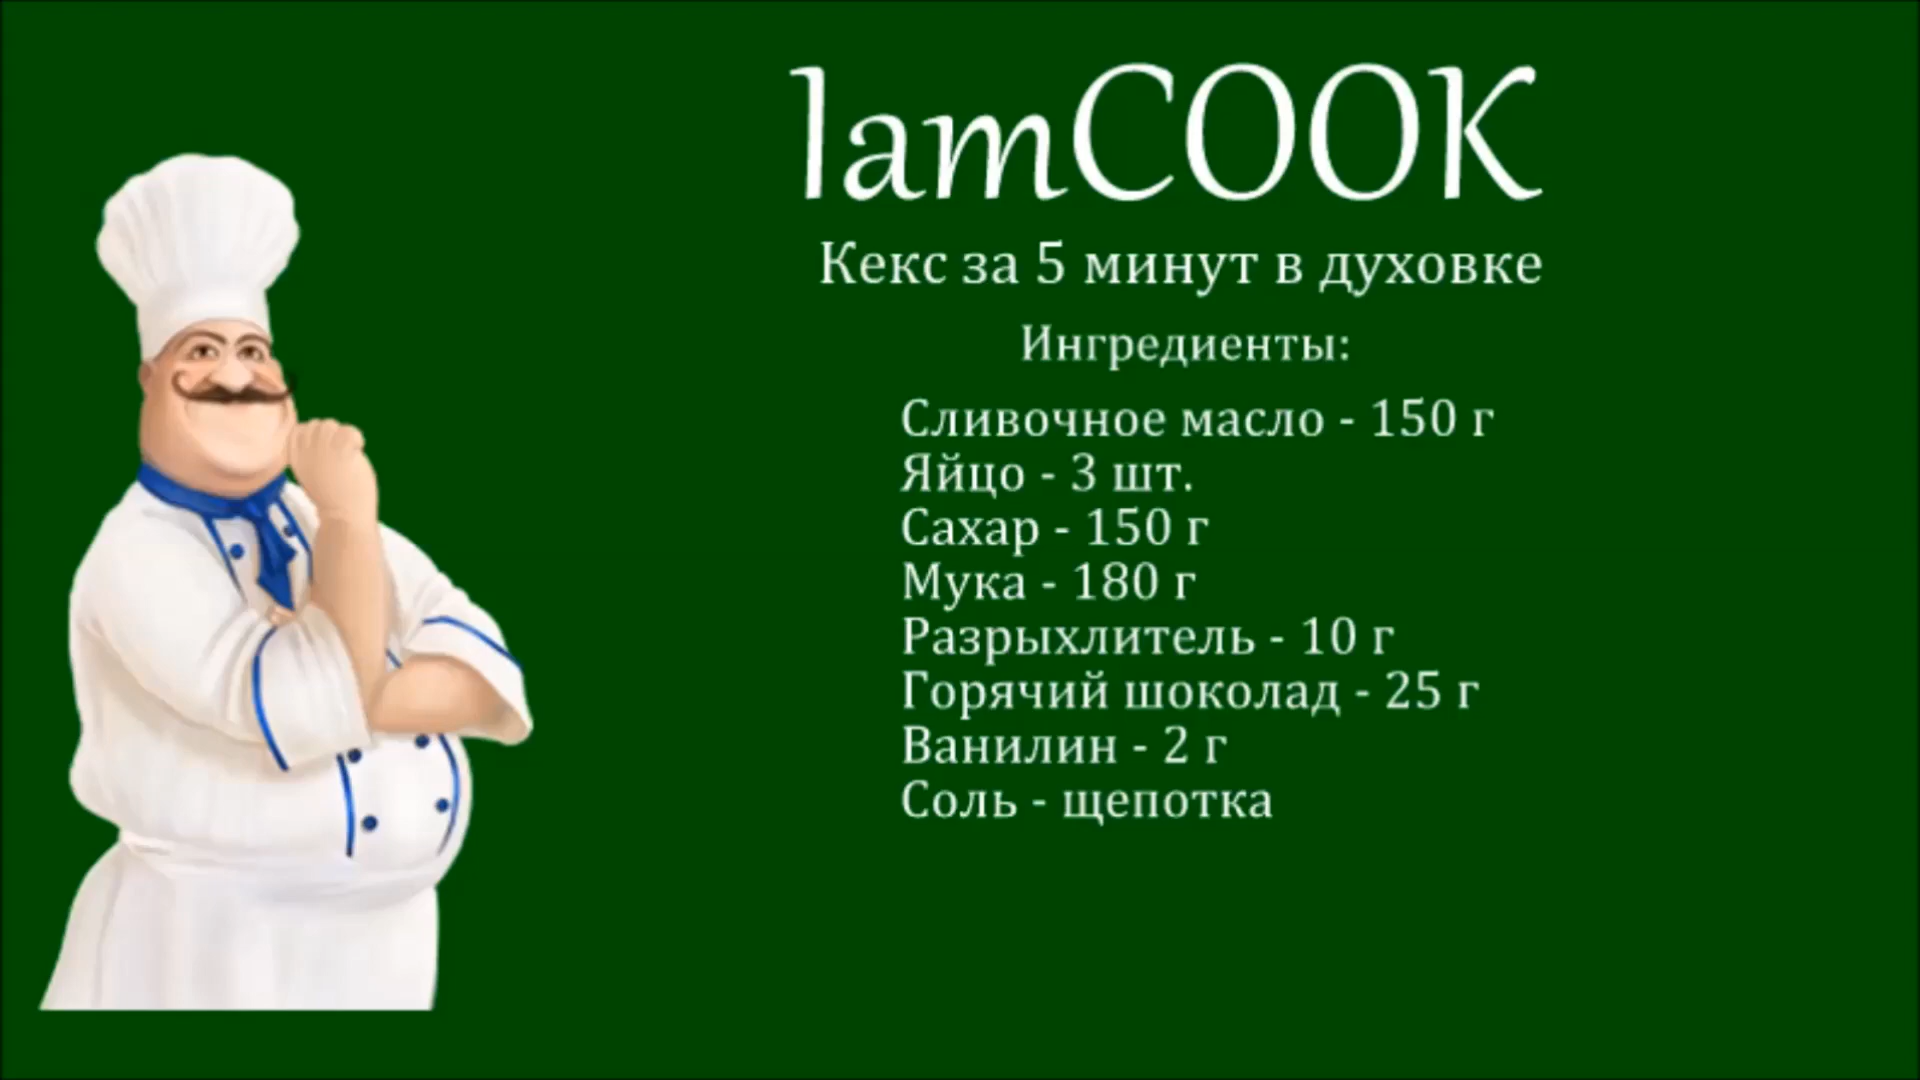 IamCOOK
Кекс за 5 минут в духовке
Ингредиенты:
Сливочное масло - 150 г
Яйцо - 3 шт.
Сахар - 150 г
Мука - 180 г
Разрыхлитель - 10 г
Горячий шоколад - 25 г
Ванилин - 2 г
Соль - щепотка